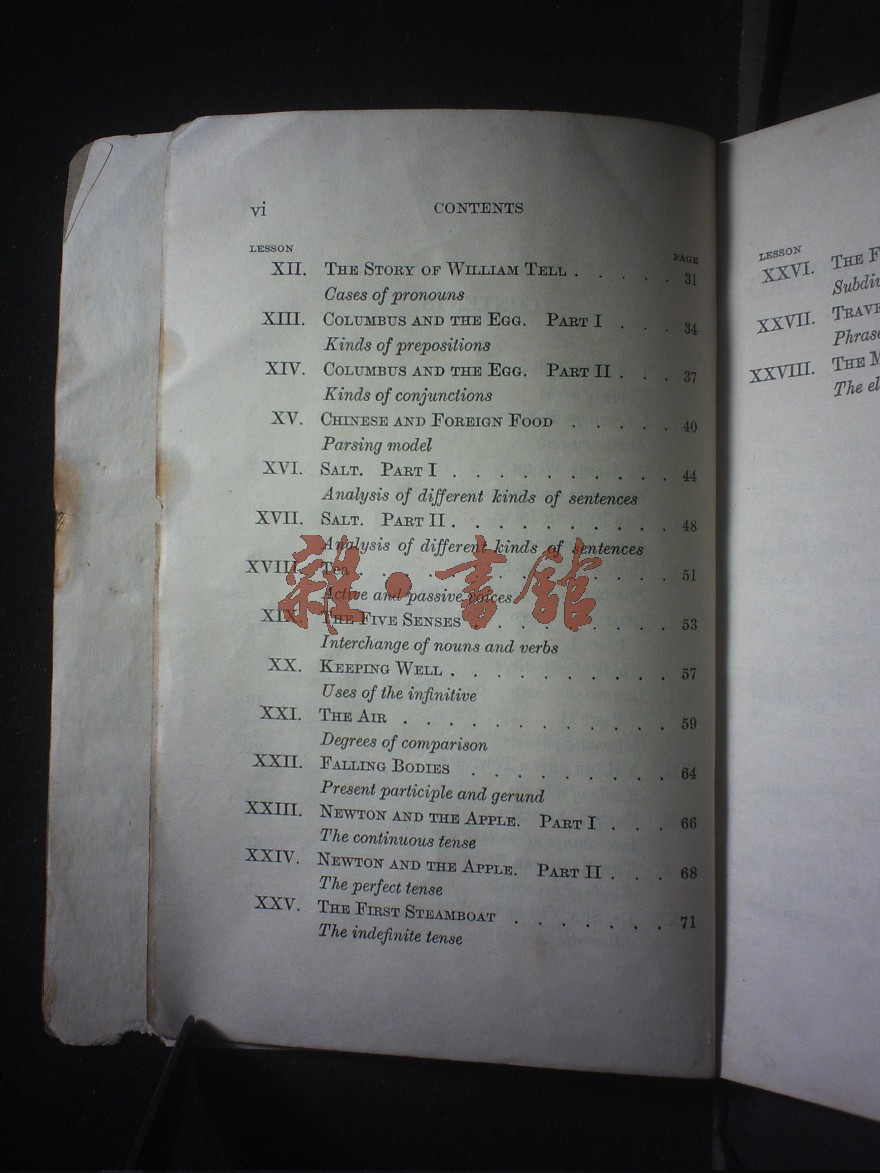 vi CONTENTS
LESSON PAGE
XII. THE STORY OF WILLIAM TELL . . . . . 31
Cases of pronouns
XIII. COLUMBUS AND THE EGG. PART I . . . 34
Kinds of prepositions
XIV. COLUMBUS AND THE EGG. PART II . . . 37
Kinds of conjunctions
XV. CHINESE AND FOREIGN FOOD . . . . . 40
Parsing model
XVI. SALT. PART I . . . . . . . . . . 44
Analysis of different kinds of sentences
XVII. SALT. PART II . . . . . . . . . . 48
Analysis of different kinds of sentences
XVIII. Tea . . . . . . . . . . . . 51
Active and passive voices
XIX. THE FIVE SENSES . . . . . . . . . 53
Interchange of nouns and verbs
XX. KEEPING WELL . . . . . . . . . . 57
Uses of the infinitive
XXI. THE AIR . . . . . . . . . . . 59
Degrees of comparison
XXII. FALLING BODIES . . . . . . . . . 64
Present participle and gerund
XXIII. NEWTON AND THE APPLE. PART I . . . 66
The continuous tense
XXIV. NEWTON AND THE APPLE. PART II . . . 68
The perfect tense
XXV. THE FIRST STEAMBOAT . . . . . . . 71
The indefinite tense
雜·書館
LESSON
XXVI. THE F
Subdi
XXVII. TRAVE
Phras
XXVIII. THE M
The el